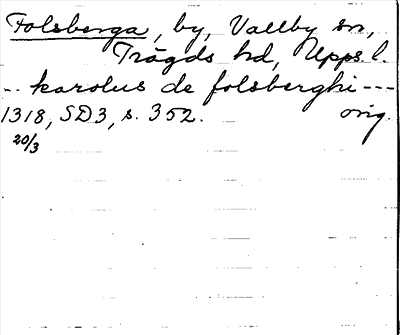 Folsberga, by, Vallby sn,
Trögds hd, Upps. l.
-- karolus de folsberghi ---
1318, SD3, s. 352. orig.
20/3